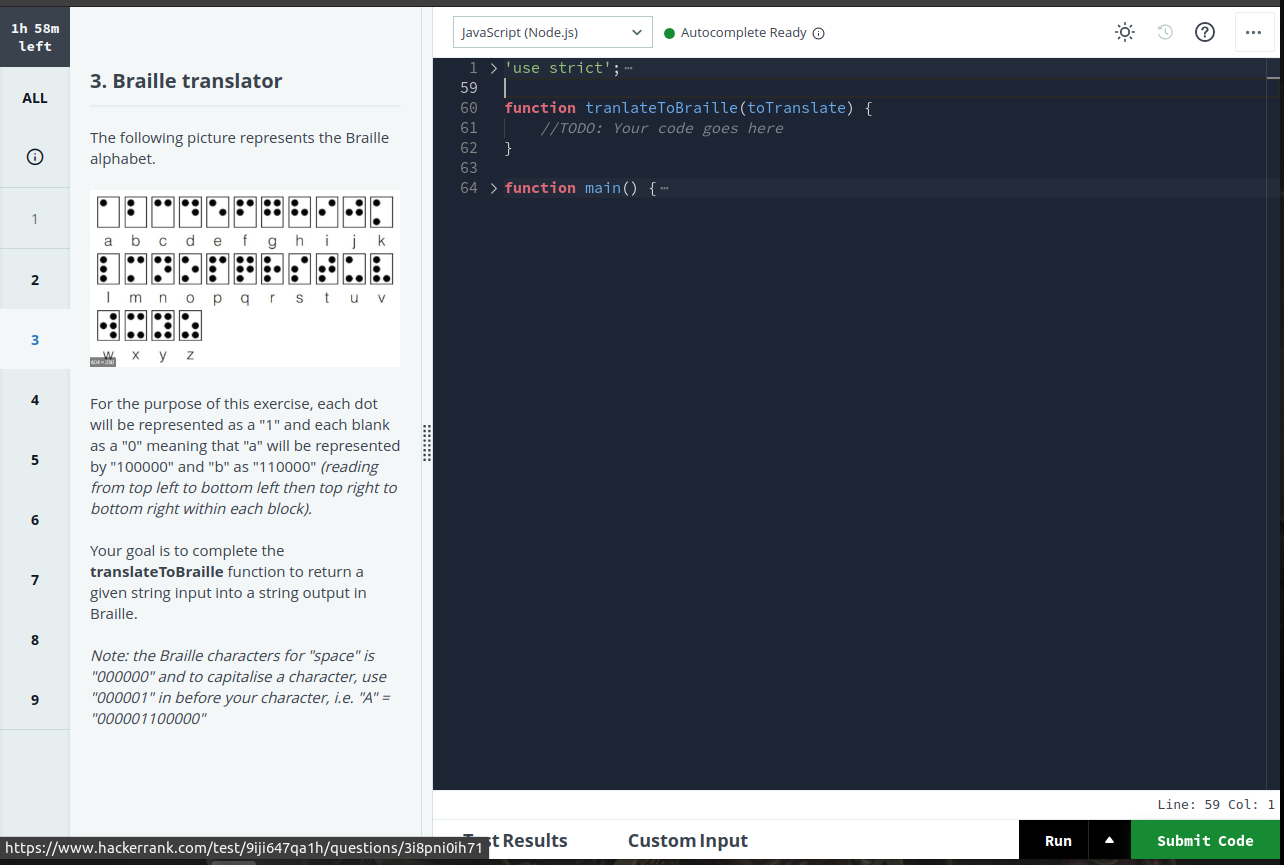 1h 58m
left
ALL
1
2
3
4
5
6
7
8
9
3. Braille translator
The following picture represents the Braille
alphabet.
a b c d e f g h i j k
l m n o p q r s t u v
w x y z
For the purpose of this exercise, each dot
will be represented as a "1" and each blank
as a "0" meaning that "a" will be represented
by "100000" and "b" as "110000" (reading
from top left to bottom left then top right to
bottom right within each block).
Your goal is to complete the
translateToBraille function to return a
given string input into a string output in
Braille.
Note: the Braille characters for "space" is
"000000" and to capitalise a character, use
"000001" in before your character, i.e. "A" =
"000001100000"
https://www.hackerrank.com/test/9iji647qa1h/questions/3i8pni0ih71
JavaScript (Node.js)
Autocomplete Ready
1 'use strict';
59
60 function tranlateToBraille(toTranslate) {
61 //TODO: Your code goes here
62 }
63
64 function main() {
Line: 59 Col: 1
Test Results Custom Input
Run
Submit Code